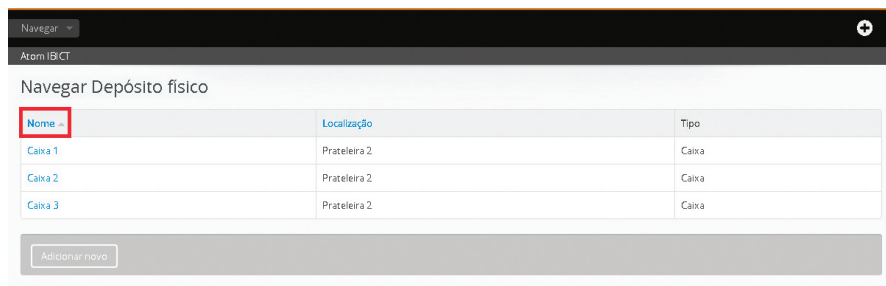 Navegar
Atom IBICT
Navegar Depósito físico
Nome Localização Tipo
Caixa 1 Prateleira 2 Caixa
Caixa 2 Prateleira 2 Caixa
Caixa 3 Prateleira 2 Caixa
Adicionar novo